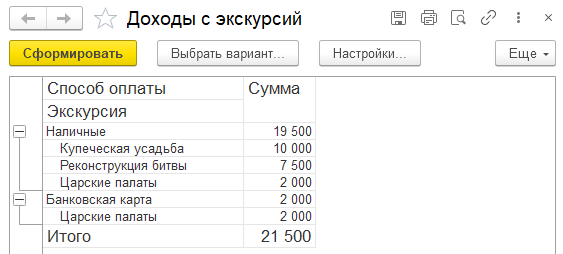 Доходы с экскурсий
Сформировать Выбрать вариант... Настройки... Еще
Способ оплаты Сумма
Экскурсия
Наличные 19 500
Купеческая усадьба 10 000
Реконструкция битвы 7 500
Царские палаты 2 000
Банковская карта 2 000
Царские палаты 2 000
Итого 21 500